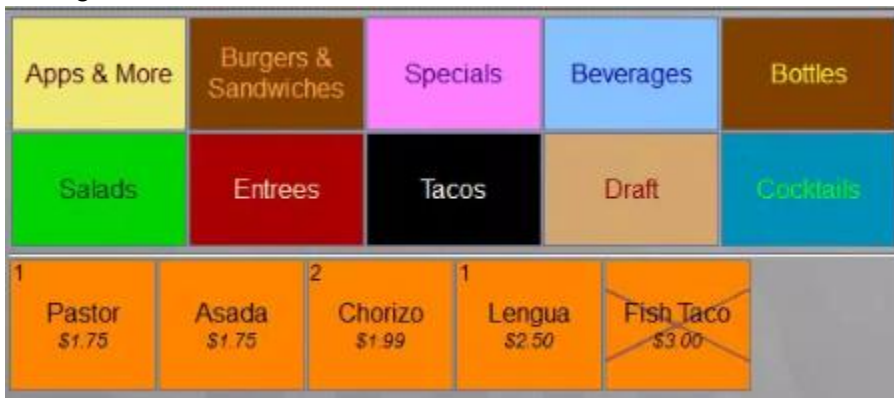 Apps & More
Burgers &
Sandwiches
Specials
Beverages
Bottles
Salads
Entrees
Tacos
Draft
Cocktails
1
Pastor
$1.75
Asada
$1.75
2
Chorizo
$1.99
1
Lengua
$2.50
Fish Taco
$3.00